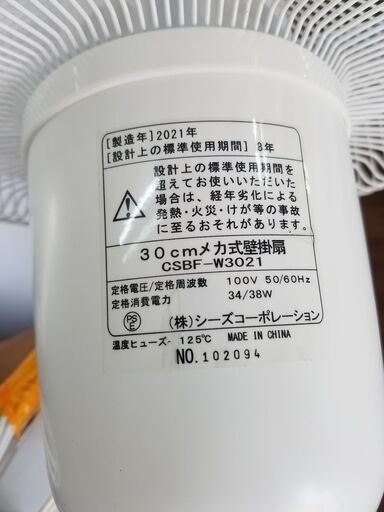 [製造年]2021年
[設計上の標準使用期間] 8年
設計上の標準使用期間を
超えてお使いいただいた
場合は、経年劣化による
発熱・火災・けが等の事故
に至るおそれがあります。
30cmメカ式壁掛扇
CSBF-W3021
定格電圧/定格周波数 100V 50/60Hz
定格消費電力 34/38W
PSE (株)シーズコーポレーション
温度ヒューズ 125℃ MADE IN CHINA
NO.102094